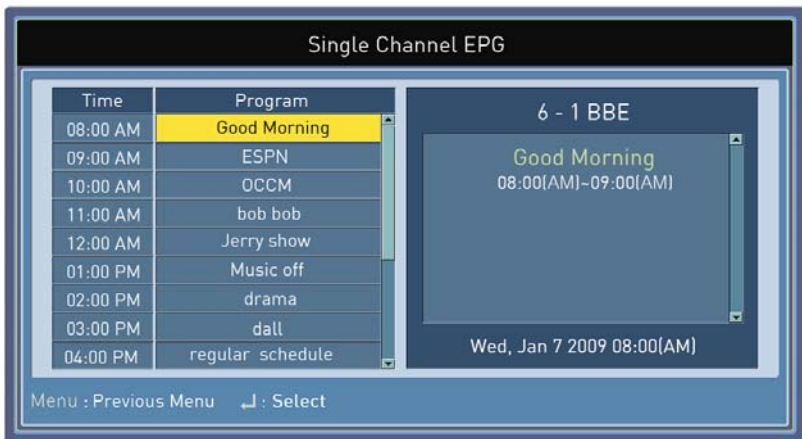 Single Channel EPG
Time Program
08:00 AM Good Morning
09:00 AM ESPN
10:00 AM OCCM
11:00 AM bob bob
12:00 AM Jerry show
01:00 PM Music off
02:00 PM drama
03:00 PM dall
04:00 PM regular schedule
6 - 1 BBE
Good Morning
08:00(AM)~09:00(AM)
Wed, Jan 7 2009 08:00(AM)
Menu : Previous Menu ↵ : Select